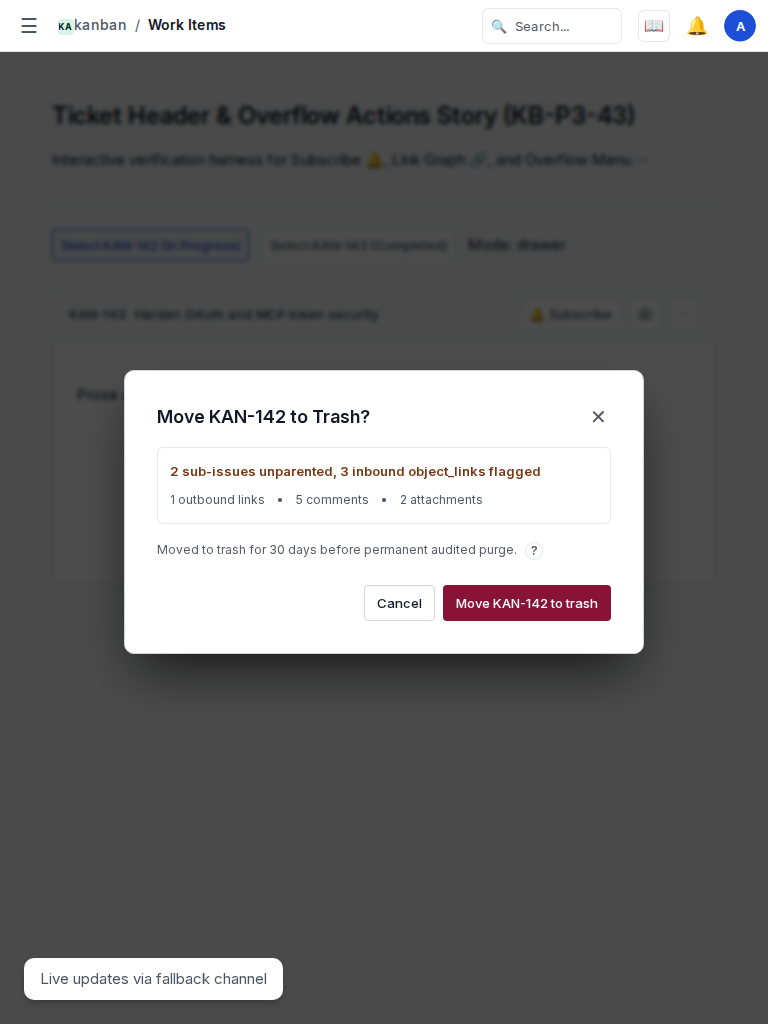 ☰ KA kanban / Work Items 🔍 Search... 📖 🔔 A
Ticket Header & Overflow Actions Story (KB-P3-43)
Interactive verification harness for Subscribe 🔔, Link Graph 🔗, and Overflow Menu ···
Select KAN-142 (In Progress) Select KAN-143 (Completed) Mode: drawer
KAN-142 Harden OAuth and MCP token security 🔔 Subscribe
Prose
Move KAN-142 to Trash? ✕
2 sub-issues unparented, 3 inbound object_links flagged
1 outbound links • 5 comments • 2 attachments
Moved to trash for 30 days before permanent audited purge. ?
Cancel Move KAN-142 to trash
Live updates via fallback channel